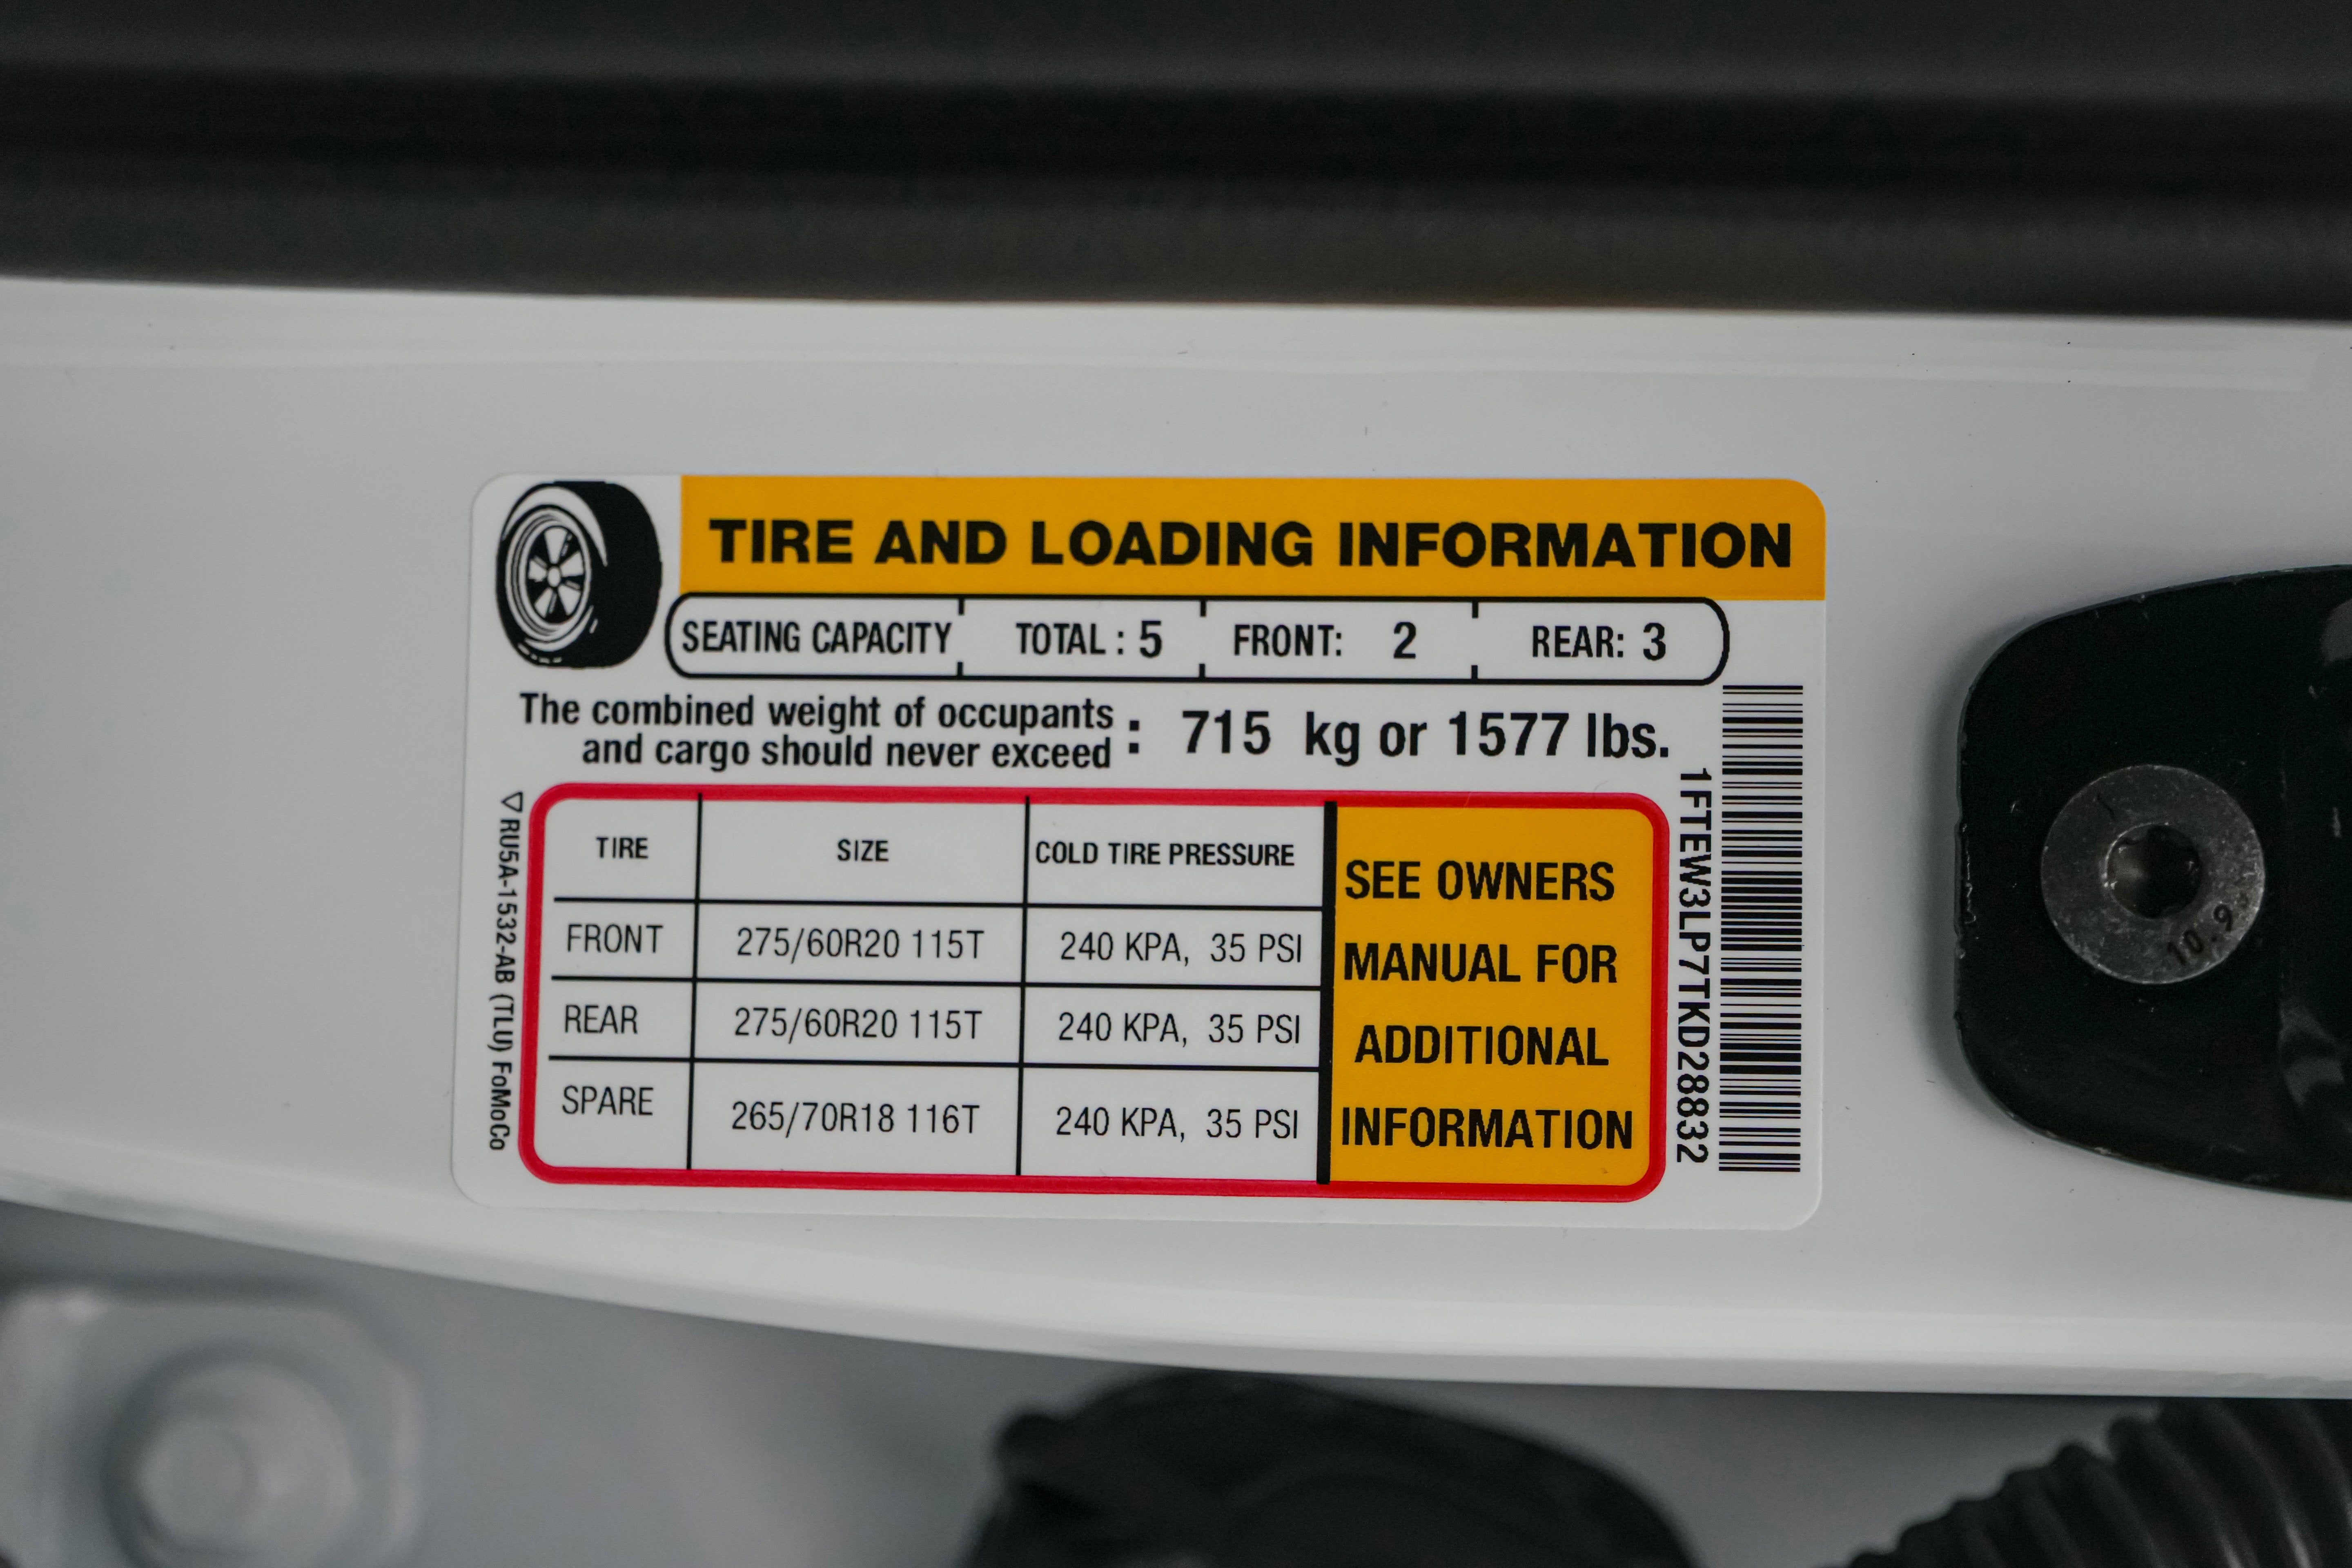 TIRE AND LOADING INFORMATION
SEATING CAPACITY TOTAL : 5 FRONT: 2 REAR: 3
The combined weight of occupants
and cargo should never exceed : 715 kg or 1577 lbs.
TIRE SIZE COLD TIRE PRESSURE
FRONT 275/60R20 115T 240 KPA, 35 PSI
REAR 275/60R20 115T 240 KPA, 35 PSI
SPARE 265/70R18 116T 240 KPA, 35 PSI
SEE OWNERS
MANUAL FOR
ADDITIONAL
INFORMATION
▽RU5A-1532-AB (TLU) FoMoCo
1FTEW3LP7TKD28832
10.9